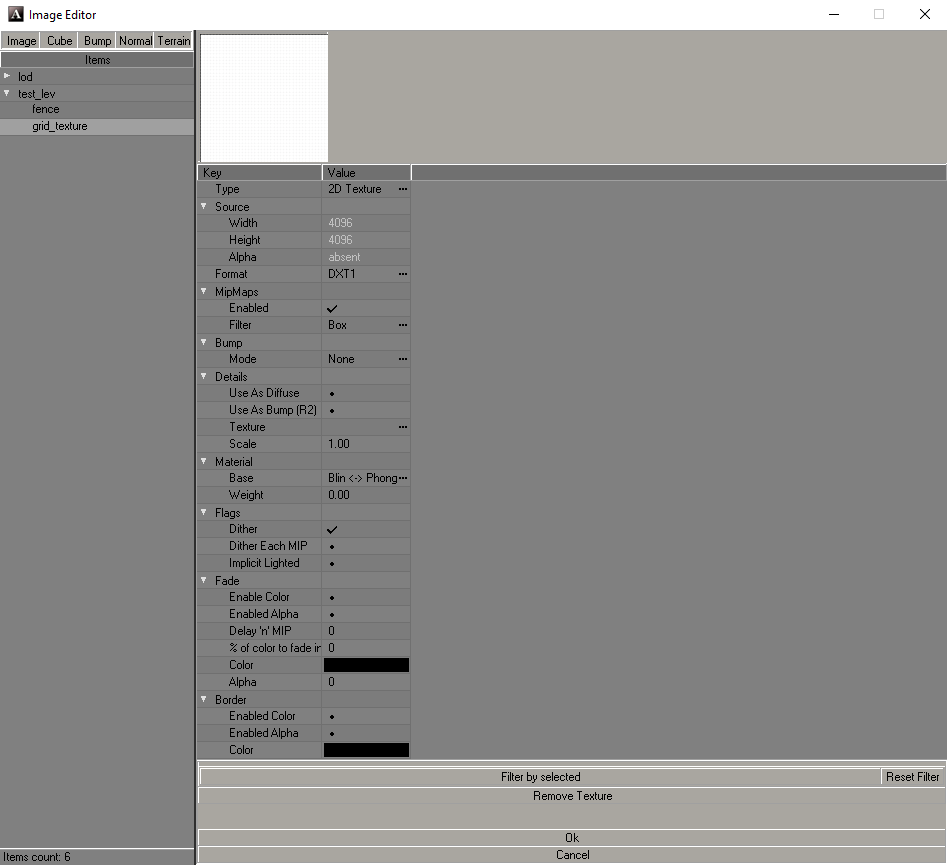 Image Editor
Image Cube Bump Normal Terrain
Items
lod
test_lev
fence
grid_texture
Items count: 6
Key Value
Type 2D Texture ...
Source
Width 4096
Height 4096
Alpha absent
Format DXT1 ...
MipMaps
Enabled
Filter Box ...
Bump
Mode None ...
Details
Use As Diffuse
Use As Bump (R2)
Texture ...
Scale 1.00
Material
Base Blin <-> Phong...
Weight 0.00
Flags
Dither
Dither Each MIP
Implicit Lighted
Fade
Enable Color
Enabled Alpha
Delay 'n' MIP 0
% of color to fade in 0
Color
Alpha 0
Border
Enabled Color
Enabled Alpha
Color
Filter by selected Reset Filter
Remove Texture
Ok
Cancel